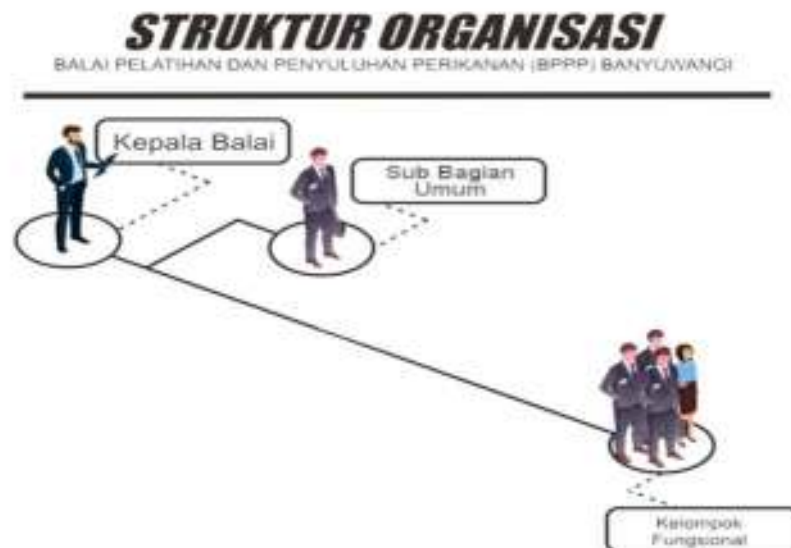 STRUKTUR ORGANISASI
BALAI PELATIHAN DAN PENYULUHAN PERIKANAN (BPPP) BANYUWANGI
Kepala Balai
Sub Bagian
Umum
Kelompok
Fungsional